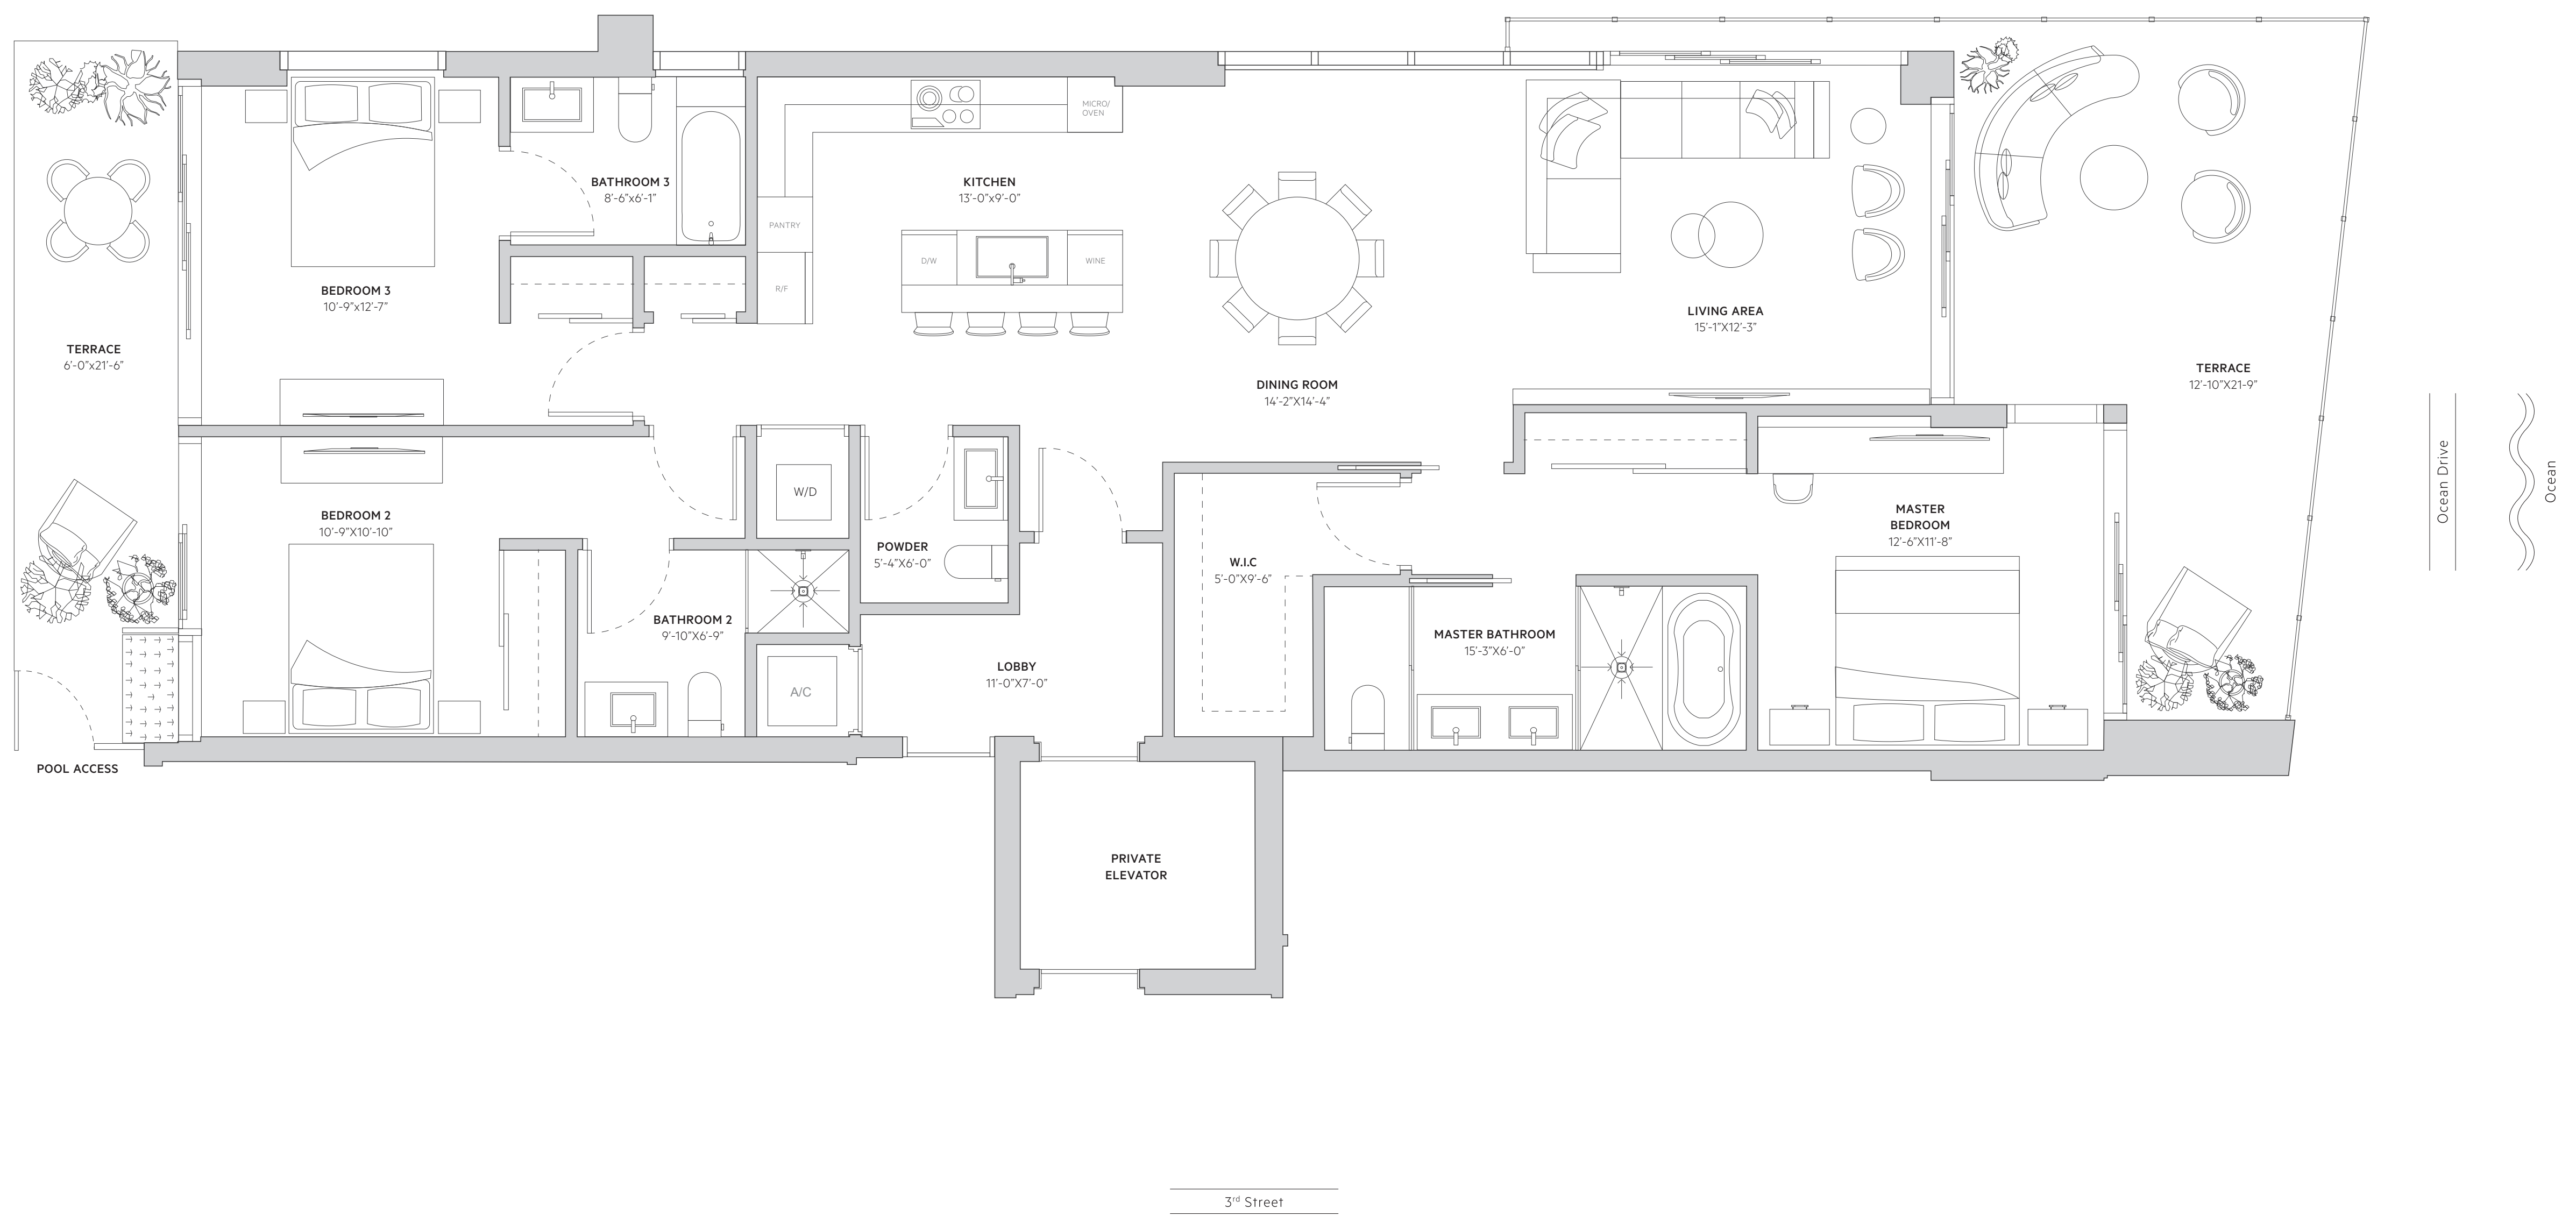 MICRO/
OVEN
BATHROOM 3
8'-6"x6'-1"
KITCHEN
13'-0"x9'-0"
PANTRY
D/W
WINE
R/F
BEDROOM 3
10'-9"x12'-7"
LIVING AREA
15'-1"X12'-3"
TERRACE
6'-0"x21'-6"
TERRACE
12'-10"X21-9"
DINING ROOM
14'-2"X14'-4"
Ocean Drive
Ocean
W/D
BEDROOM 2
10'-9"X10'-10"
MASTER
BEDROOM
12'-6"X11'-8"
POWDER
5'-4"X6'-0"
W.I.C
5'-0"X9'-6"
BATHROOM 2
9'-10"X6'-9"
MASTER BATHROOM
15'-3"X6'-0"
LOBBY
11'-0"X7'-0"
A/C
POOL ACCESS
PRIVATE
ELEVATOR
3rd Street